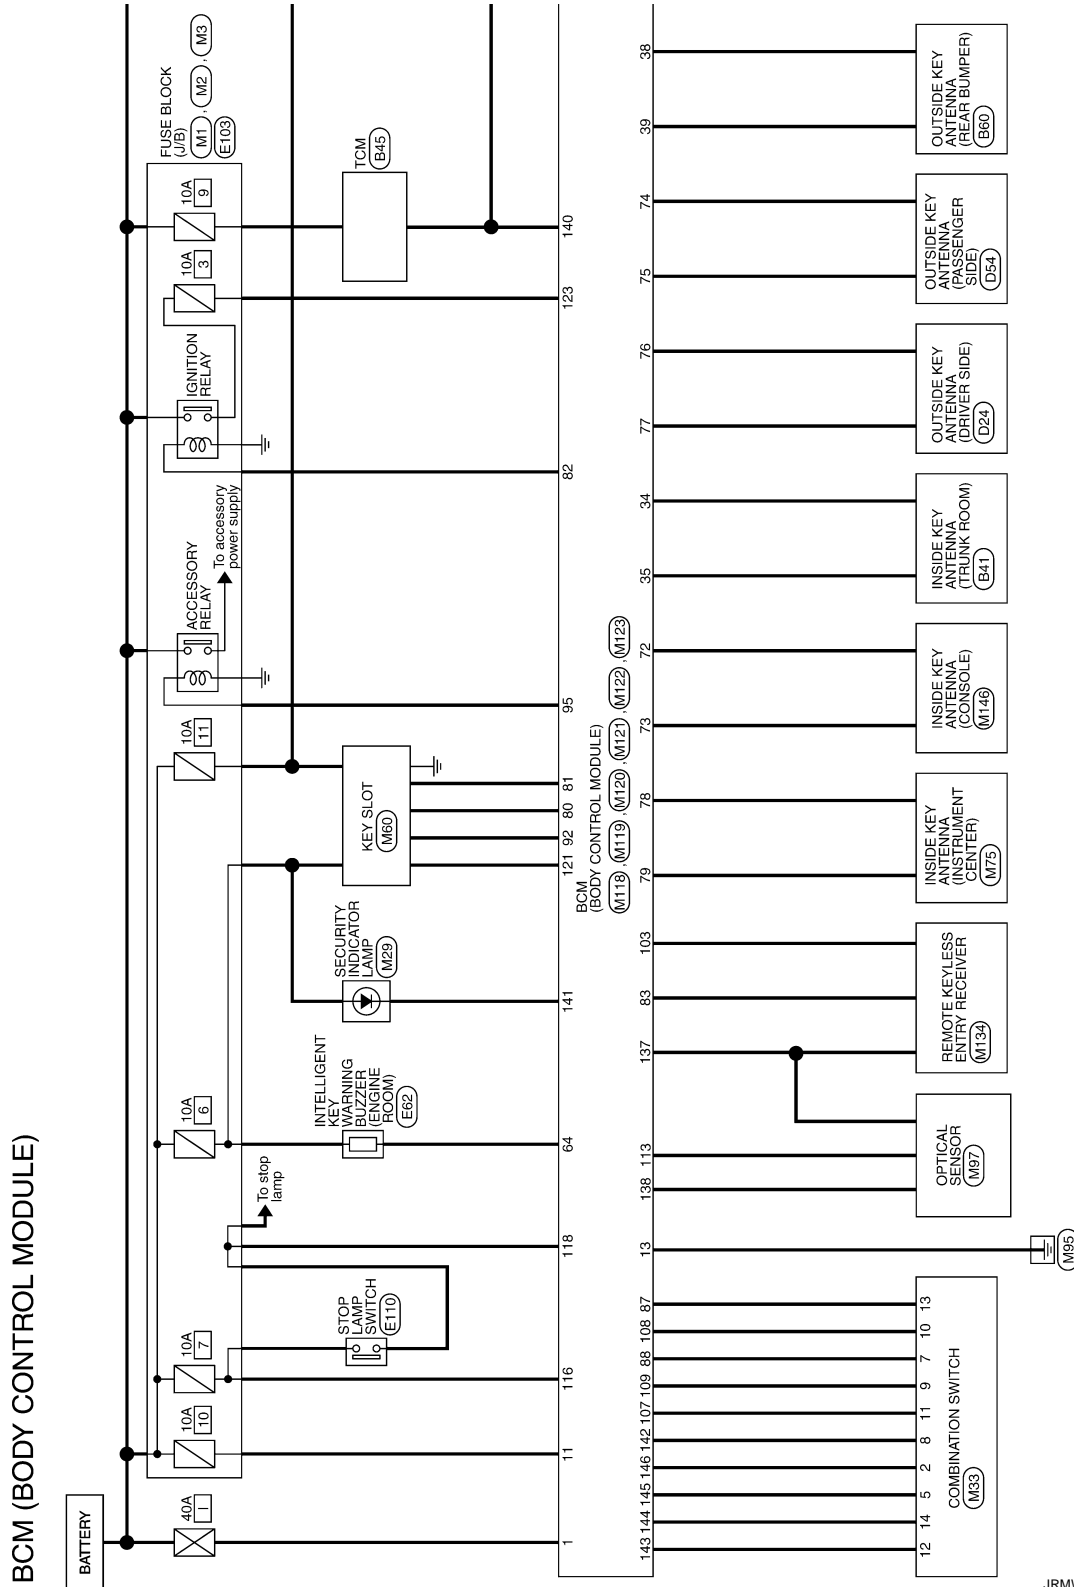 BCM (BODY CONTROL MODULE)
BATTERY
40A
I
10A
10
10A
7
10A
6
10A
11
ACCESSORY
RELAY
To accessory
power supply
IGNITION
RELAY
10A
3
10A
9
FUSE BLOCK
(J/B)
M1 , M2 , M3
E103
STOP
LAMP
SWITCH
E110
To stop
lamp
INTELLIGENT
KEY
WARNING
BUZZER
(ENGINE
ROOM)
E62
SECURITY
INDICATOR
LAMP
M29
KEY SLOT
M60
TCM
B45
1
11
116
118
64
141
121
92
80
81
95
82
123
140
BCM
(BODY CONTROL MODULE)
M118 , M119 , M120 , M121 , M122 , M123
143
144
145
146
142
107
109
88
108
87
13
138
113
137
83
103
79
78
73
72
35
34
77
76
75
74
39
38
12
14
5
2
8
11
9
7
10
13
COMBINATION SWITCH
M33
M95
OPTICAL
SENSOR
M97
REMOTE KEYLESS
ENTRY RECEIVER
M134
INSIDE KEY
ANTENNA
(INSTRUMENT
CENTER)
M75
INSIDE KEY
ANTENNA
(CONSOLE)
M146
INSIDE KEY
ANTENNA
(TRUNK ROOM)
B41
OUTSIDE KEY
ANTENNA
(DRIVER SIDE)
D24
OUTSIDE KEY
ANTENNA
(PASSENGER
SIDE)
D54
OUTSIDE KEY
ANTENNA
(REAR BUMPER)
B60